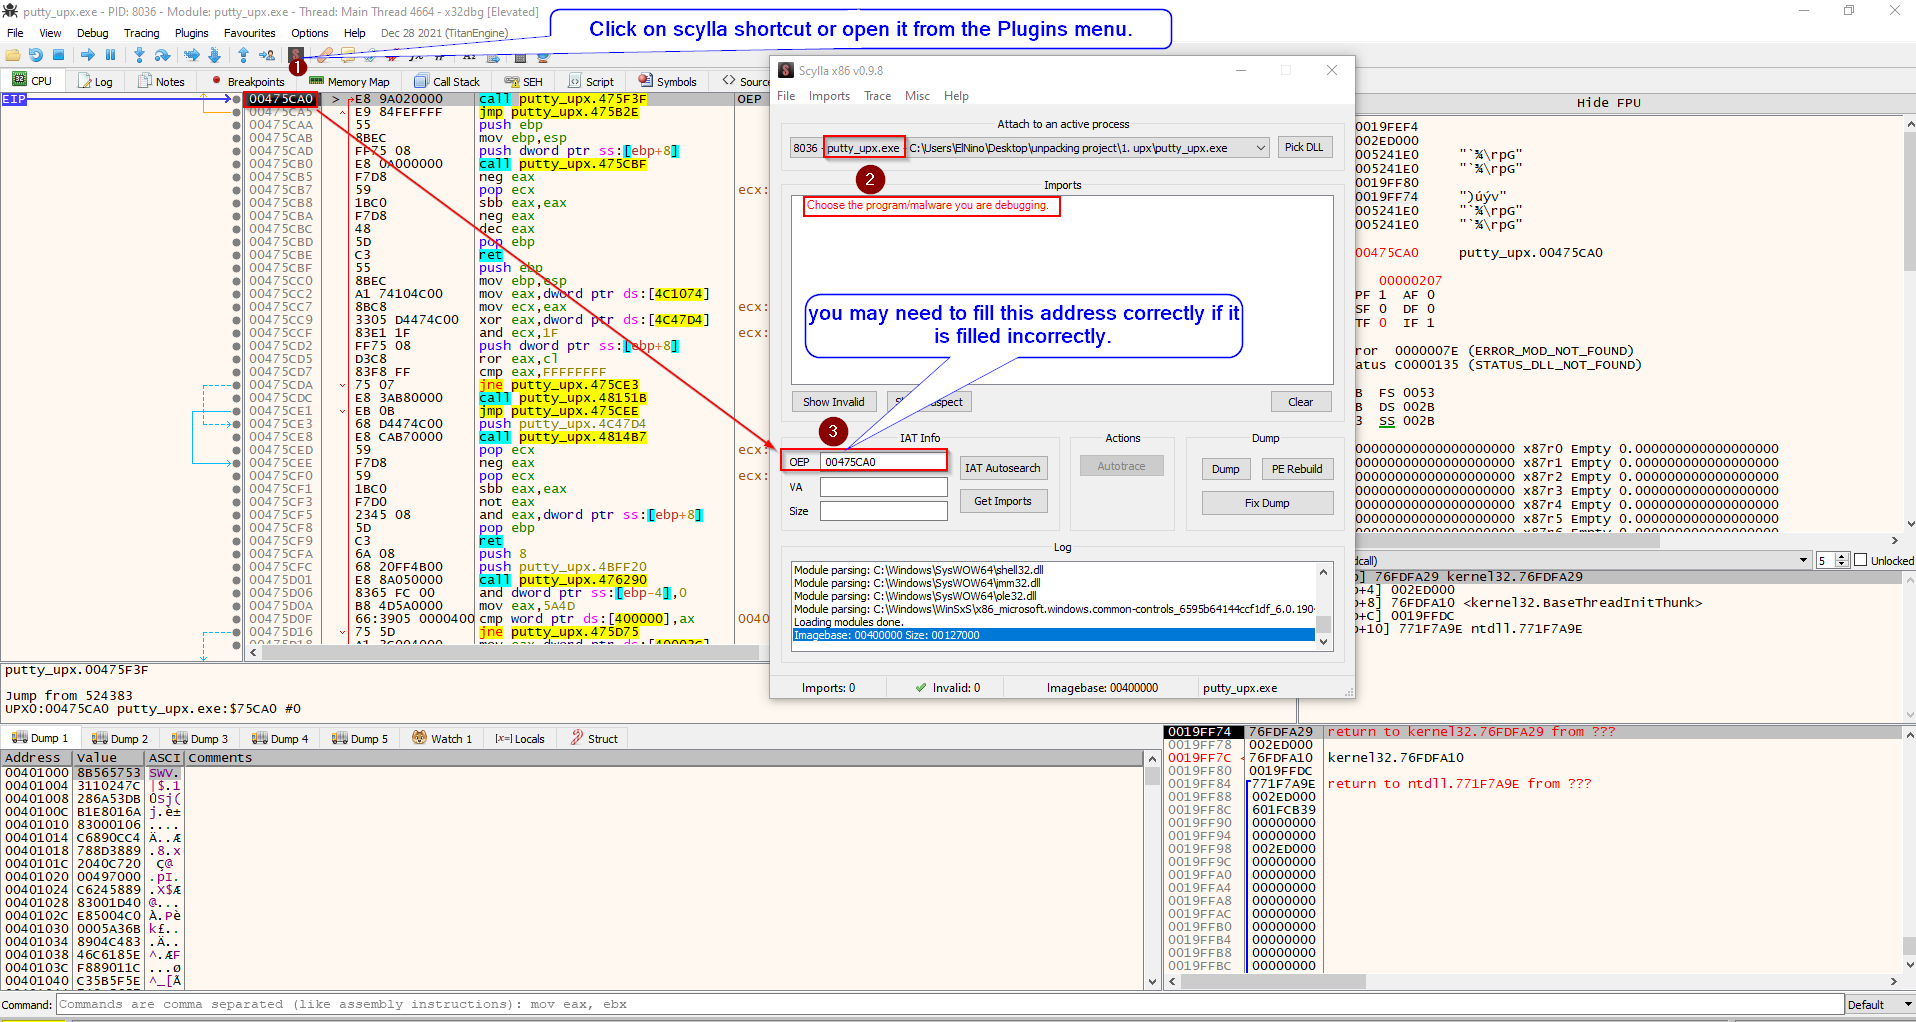 putty_upx.exe - PID: 8036 - Module: putty_upx.exe - Thread: Main Thread 4664 - x32dbg [Elevated]
File View Debug Tracing Plugins Favourites Options Help Dec 28 2021 (TitanEngine)
Click on scylla shortcut or open it from the Plugins menu.
1
CPU Log Notes Breakpoints Memory Map Call Stack SEH Script Symbols Source
EIP
00475CA0 > E8 9A020000 call putty_upx.475F3F OEP
00475CA5 E9 84FEFFFF jmp putty_upx.475B2E
00475CAA 55 push ebp
00475CAB 8BEC mov ebp,esp
00475CAD FF75 08 push dword ptr ss:[ebp+8]
00475CB0 E8 0A000000 call putty_upx.475CBF
00475CB5 F7D8 neg eax
00475CB7 59 pop ecx ecx:
00475CB8 1BC0 sbb eax,eax
00475CBA F7D8 neg eax
00475CBC 48 dec eax
00475CBD 5D pop ebp
00475CBE C3 ret
00475CBF 55 push ebp
00475CC0 8BEC mov ebp,esp
00475CC2 A1 74104C00 mov eax,dword ptr ds:[4C1074]
00475CC7 8BC8 mov ecx,eax ecx:
00475CC9 3305 D4474C00 xor eax,dword ptr ds:[4C47D4]
00475CCF 83E1 1F and ecx,1F ecx:
00475CD2 FF75 08 push dword ptr ss:[ebp+8]
00475CD5 D3C8 ror eax,cl
00475CD7 83F8 FF cmp eax,FFFFFFFF
00475CDA 75 07 jne putty_upx.475CE3
00475CDC E8 3AB80000 call putty_upx.48151B
00475CE1 EB 0B jmp putty_upx.475CEE
00475CE3 68 D4474C00 push putty_upx.4C47D4
00475CE8 E8 CAB70000 call putty_upx.4814B7
00475CED 59 pop ecx ecx:
00475CEE F7D8 neg eax
00475CF0 59 pop ecx ecx:
00475CF1 1BC0 sbb eax,eax
00475CF3 F7D0 not eax
00475CF5 2345 08 and eax,dword ptr ss:[ebp+8]
00475CF8 5D pop ebp
00475CF9 C3 ret
00475CFA 6A 08 push 8
00475CFC 68 20FF4B00 push putty_upx.4BFF20
00475D01 E8 8A050000 call putty_upx.476290
00475D06 8365 FC 00 and dword ptr ss:[ebp-4],0
00475D0A B8 4D5A0000 mov eax,5A4D
00475D0F 66:3905 0000400 cmp word ptr ds:[400000],ax 0040
00475D16 75 5D jne putty_upx.475D75
putty_upx.00475F3F
Jump from 524383
UPX0:00475CA0 putty_upx.exe:$75CA0 #0
Scylla x86 v0.9.8
File Imports Trace Misc Help
Attach to an active process
8036 - putty_upx.exe - C:\Users\ElNino\Desktop\unpacking project\1. upx\putty_upx.exe
Pick DLL
2
Imports
Choose the program/malware you are debugging.
you may need to fill this address correctly if it
is filled incorrectly.
Show Invalid
Clear
3
IAT Info
OEP 00475CA0
VA
Size
IAT Autosearch
Get Imports
Actions
Autotrace
Dump
Dump PE Rebuild
Fix Dump
Log
Module parsing: C:\Windows\SysWOW64\shell32.dll
Module parsing: C:\Windows\SysWOW64\imm32.dll
Module parsing: C:\Windows\SysWOW64\ole32.dll
Module parsing: C:\Windows\WinSxS\x86_microsoft.windows.common-controls_6595b64144ccf1df_6.0.190
Loading modules done.
Imagebase: 00400000 Size: 00127000
Imports: 0 Invalid: 0 Imagebase: 00400000 putty_upx.exe
Hide FPU
0019FEF4
002ED000
005241E0 "`¾\rpG"
005241E0 "`¾\rpG"
0019FF80
0019FF74 ")úýv"
005241E0 "`¾\rpG"
005241E0 "`¾\rpG"
00475CA0 putty_upx.00475CA0
00000207
PF 1 AF 0
SF 0 DF 0
TF 0 IF 1
ror 0000007E (ERROR_MOD_NOT_FOUND)
atus C0000135 (STATUS_DLL_NOT_FOUND)
B FS 0053
B DS 002B
3 SS 002B
0000000000000000 x87r0 Empty 0.000000000000000000
0000000000000000 x87r1 Empty 0.000000000000000000
0000000000000000 x87r2 Empty 0.000000000000000000
0000000000000000 x87r3 Empty 0.000000000000000000
0000000000000000 x87r4 Empty 0.000000000000000000
0000000000000000 x87r5 Empty 0.000000000000000000
call) 5 Unlocked
] 76FDFA29 kernel32.76FDFA29
+4] 002ED000
+8] 76FDFA10 <kernel32.BaseThreadInitThunk>
+c] 0019FFDC
+10] 771F7A9E ntdll.771F7A9E
Dump 1 Dump 2 Dump 3 Dump 4 Dump 5 Watch 1 [x=] Locals Struct
Address Value ASCI Comments
00401000 8B565753 SWV.
00401004 3110247C |$.1
00401008 286A53DB Ûsj(
0040100C B1E8016A j.è±
00401010 83000106 ....
00401014 C6890CC4 Ä..Æ
00401018 788D3889 .8.x
0040101C 2040C720 Ç@
00401020 00497000 .pI.
00401024 C6245889 .X$Æ
00401028 83001D40 @...
0040102C E85004C0 À.Pè
00401030 0005A36B k£..
00401034 8904C483 .Ä..
00401038 46C6185E ^.ÆF
0040103C F889011C ...ø
00401040 C35B5F5E ^_[Ã
0019FF74 76FDFA29 return to kernel32.76FDFA29 from ???
0019FF78 002ED000
0019FF7C 76FDFA10 kernel32.76FDFA10
0019FF80 0019FFDC
0019FF84 771F7A9E return to ntdll.771F7A9E from ???
0019FF88 002ED000
0019FF8C 601FCB39
0019FF90 00000000
0019FF94 00000000
0019FF98 002ED000
0019FF9C 00000000
0019FFA0 00000000
0019FFA4 00000000
0019FFA8 00000000
0019FFAC 00000000
0019FFB0 00000000
0019FFB4 00000000
0019FFB8 00000000
0019FFBC 00000000
Command: Commands are comma separated (like assembly instructions): mov eax, ebx Default